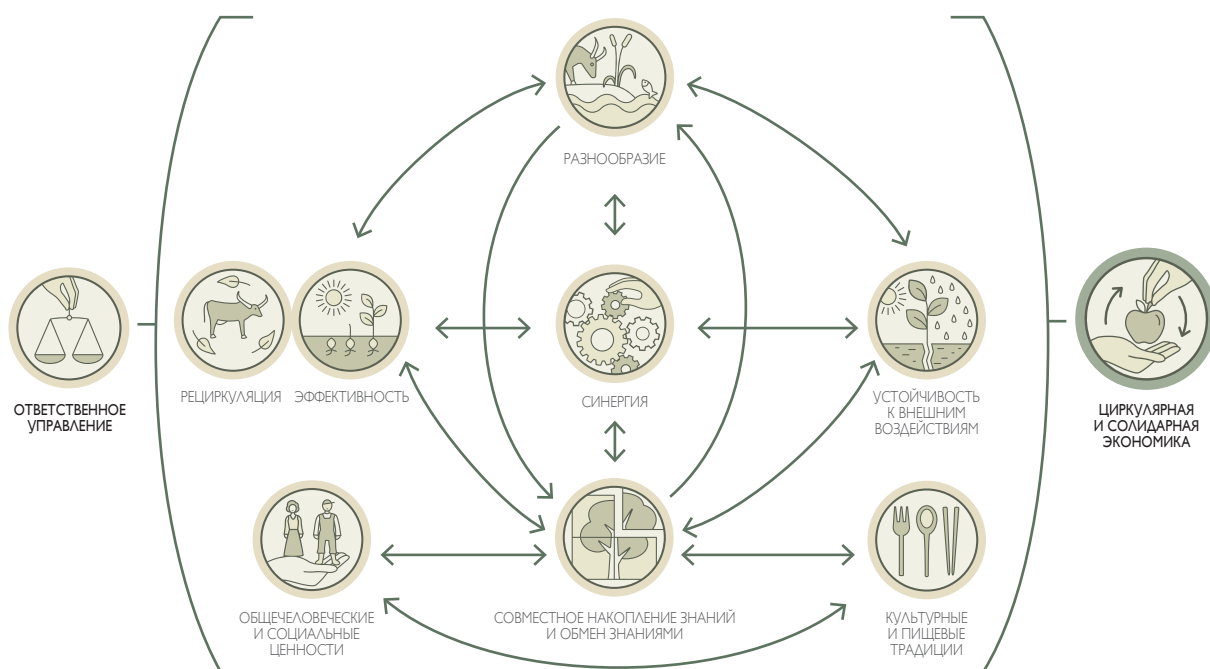 РАЗНООБРАЗИЕ
ОТВЕТСТВЕННОЕ
УПРАВЛЕНИЕ
РЕЦИРКУЛЯЦИЯ
ЭФФЕКТИВНОСТЬ
СИНЕРГИЯ
УСТОЙЧИВОСТЬ
К ВНЕШНИМ
ВОЗДЕЙСТВИЯМ
ЦИРКУЛЯРНАЯ
И СОЛИДАРНАЯ
ЭКОНОМИКА
ОБЩЕЧЕЛОВЕЧЕСКИЕ
И СОЦИАЛЬНЫЕ
ЦЕННОСТИ
СОВМЕСТНОЕ НАКОПЛЕНИЕ ЗНАНИЙ
И ОБМЕН ЗНАНИЯМИ
КУЛЬТУРНЫЕ
И ПИЩЕВЫЕ
ТРАДИЦИИ